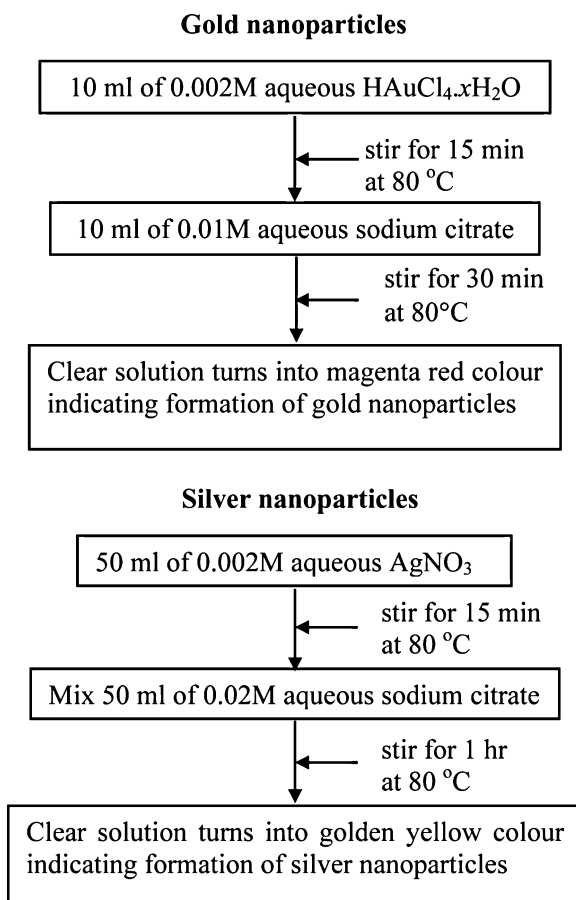 Gold nanoparticles
10 ml of 0.002M aqueous HAuCl₄.xH₂O
stir for 15 min
at 80 ᵒC
10 ml of 0.01M aqueous sodium citrate
stir for 30 min
at 80°C
Clear solution turns into magenta red colour
indicating formation of gold nanoparticles
Silver nanoparticles
50 ml of 0.002M aqueous AgNO₃
stir for 15 min
at 80 ᵒC
Mix 50 ml of 0.02M aqueous sodium citrate
stir for 1 hr
at 80 ᵒC
Clear solution turns into golden yellow colour
indicating formation of silver nanoparticles